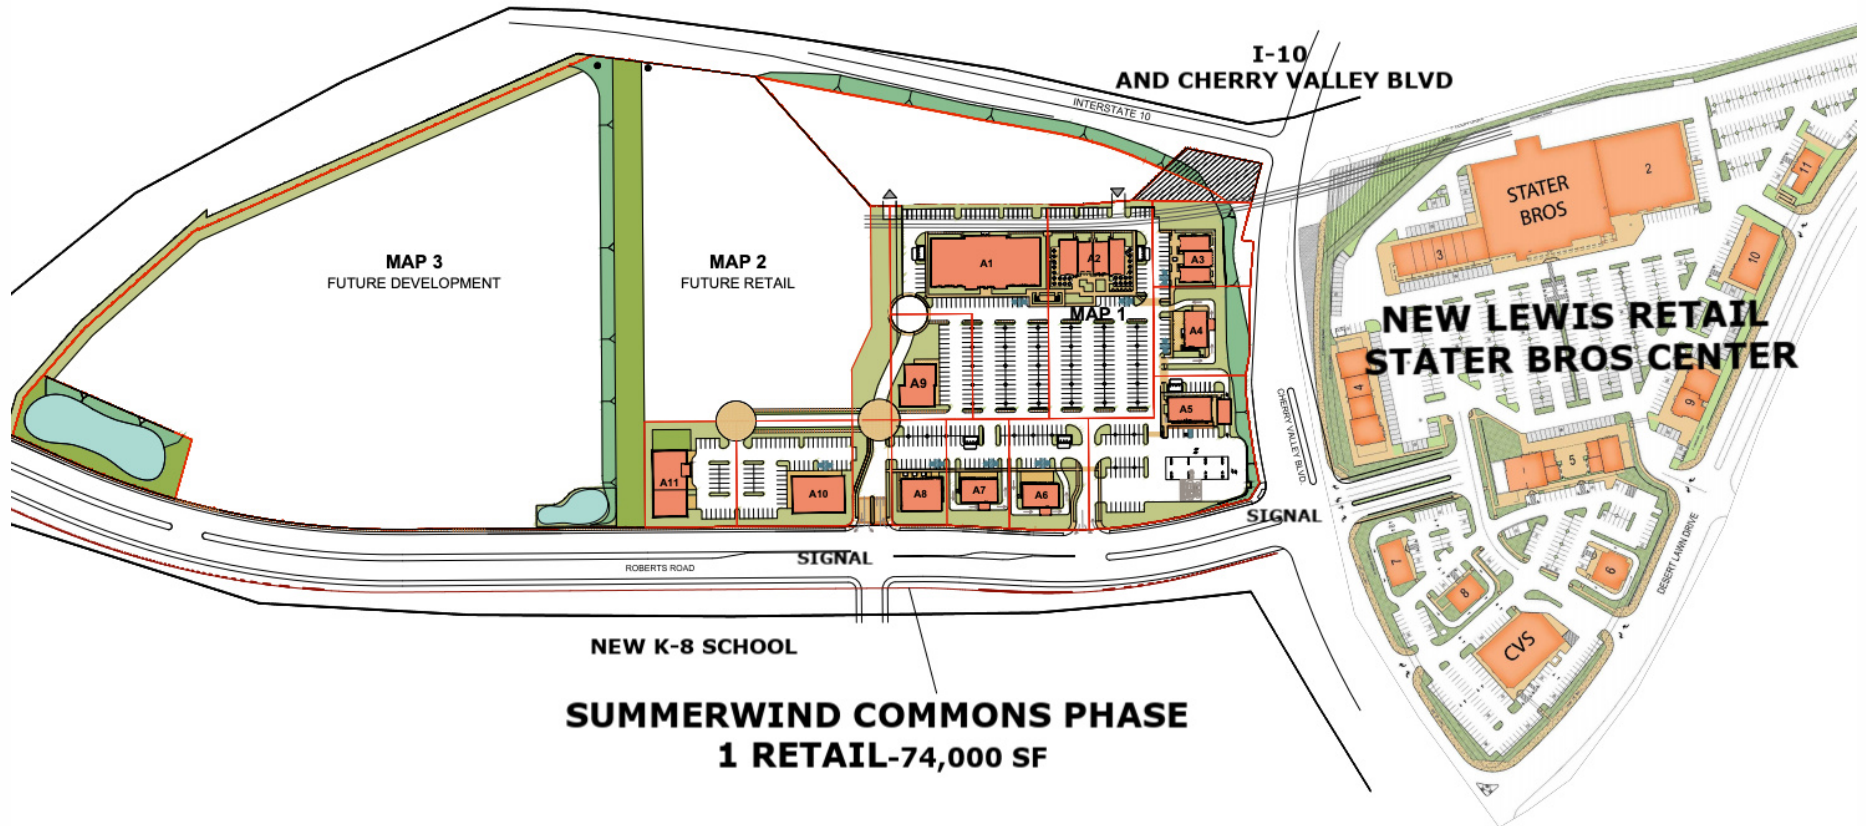 I-10
AND CHERRY VALLEY BLVD
INTERSTATE 10
MAP 3
FUTURE DEVELOPMENT
MAP 2
FUTURE RETAIL
MAP 1
A1
A2
A3
A4
A5
A9
A11
A10
A8
A7
A6
STATER
BROS
2
3
11
10
NEW LEWIS RETAIL
STATER BROS CENTER
4
9
5
7
8
6
CVS
CHERRY VALLEY BLVD.
DESERT LAWN DRIVE
SIGNAL
SIGNAL
ROBERTS ROAD
NEW K-8 SCHOOL
SUMMERWIND COMMONS PHASE
1 RETAIL-74,000 SF